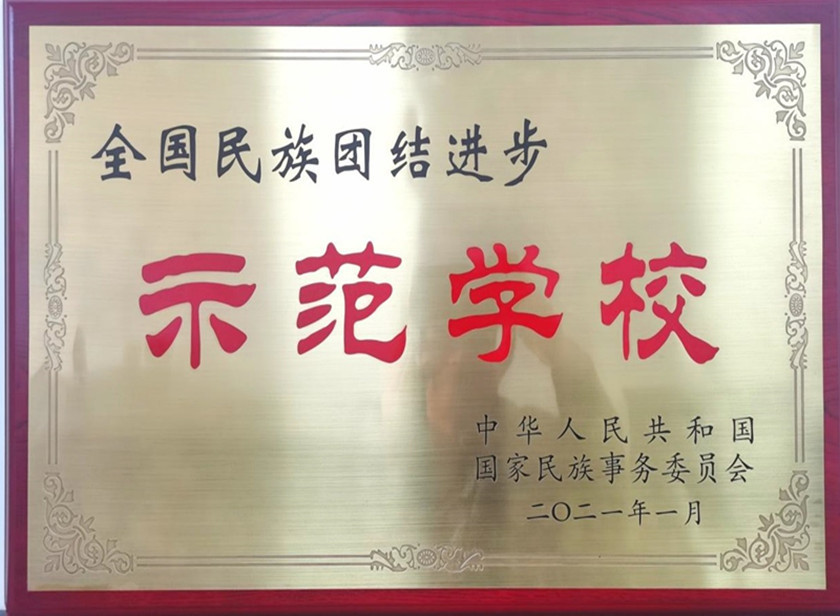 全国民族团结进步
示范学校
中华人民共和国
国家民族事务委员会
二〇二一年一月